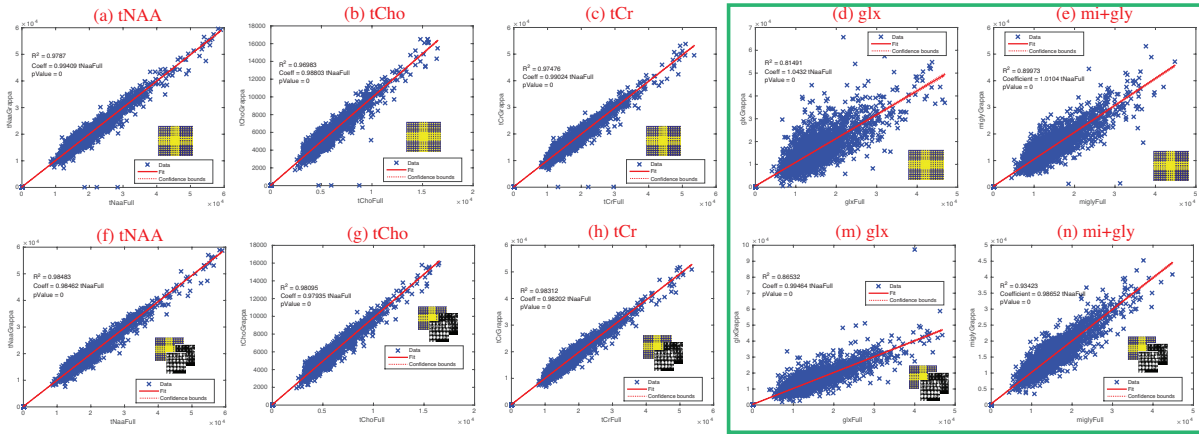 (a) tNAA
(b) tCho
(c) tCr
(d) glx
(e) mi+gly
R² = 0.9787
Coeff = 0.99409 tNaaFull
pValue = 0
tNaaGrappa
tNaaFull
Data
Fit
Confidence bounds
R² = 0.96983
Coeff = 0.98803 tNaaFull
pValue = 0
tChoGrappa
tChoFull
Data
Fit
Confidence bounds
R² = 0.97476
Coeff = 0.99024 tNaaFull
pValue = 0
tCrGrappa
tCrFull
Data
Fit
Confidence bounds
R² = 0.81491
Coeff = 1.0432 tNaaFull
pValue = 0
glxGrappa
glxFull
Data
Fit
Confidence bounds
R² = 0.89973
Coefficient = 1.0104 tNaaFull
pValue = 0
miglyGrappa
miglyFull
Data
Fit
Confidence bounds
(f) tNAA
(g) tCho
(h) tCr
(m) glx
(n) mi+gly
R² = 0.98483
Coeff = 0.98462 tNaaFull
pValue = 0
tNaaGrappa
tNaaFull
Data
Fit
Confidence bounds
R² = 0.98095
Coeff = 0.97935 tNaaFull
pValue = 0
tChoGrappa
tChoFull
Data
Fit
Confidence bounds
R² = 0.98312
Coeff = 0.98202 tNaaFull
pValue = 0
tCrGrappa
tCrFull
Data
Fit
Confidence bounds
R² = 0.86532
Coeff = 0.99464 tNaaFull
pValue = 0
glxGrappa
glxFull
Data
Fit
Confidence bounds
R² = 0.93423
Coefficient = 0.98652 tNaaFull
pValue = 0
miglyGrappa
miglyFull
Data
Fit
Confidence bounds